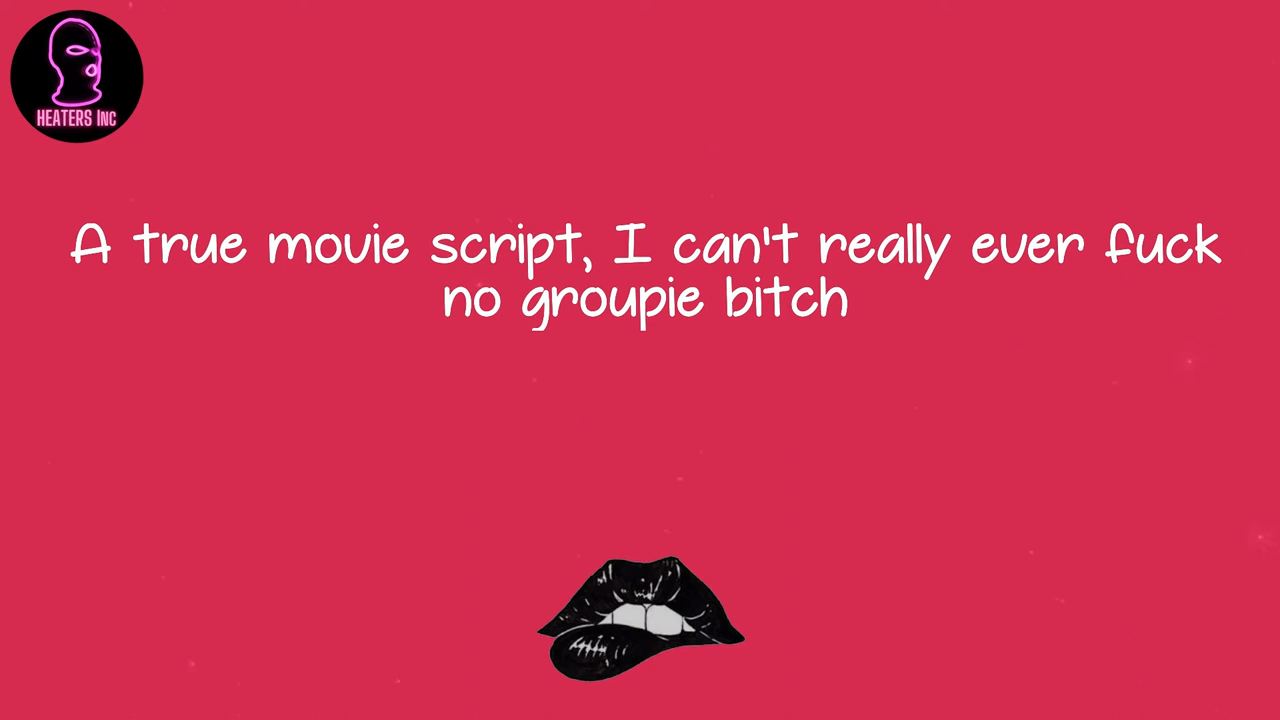 HEATERS Inc
A true movie script, I can't really ever fuck
no groupie bitch